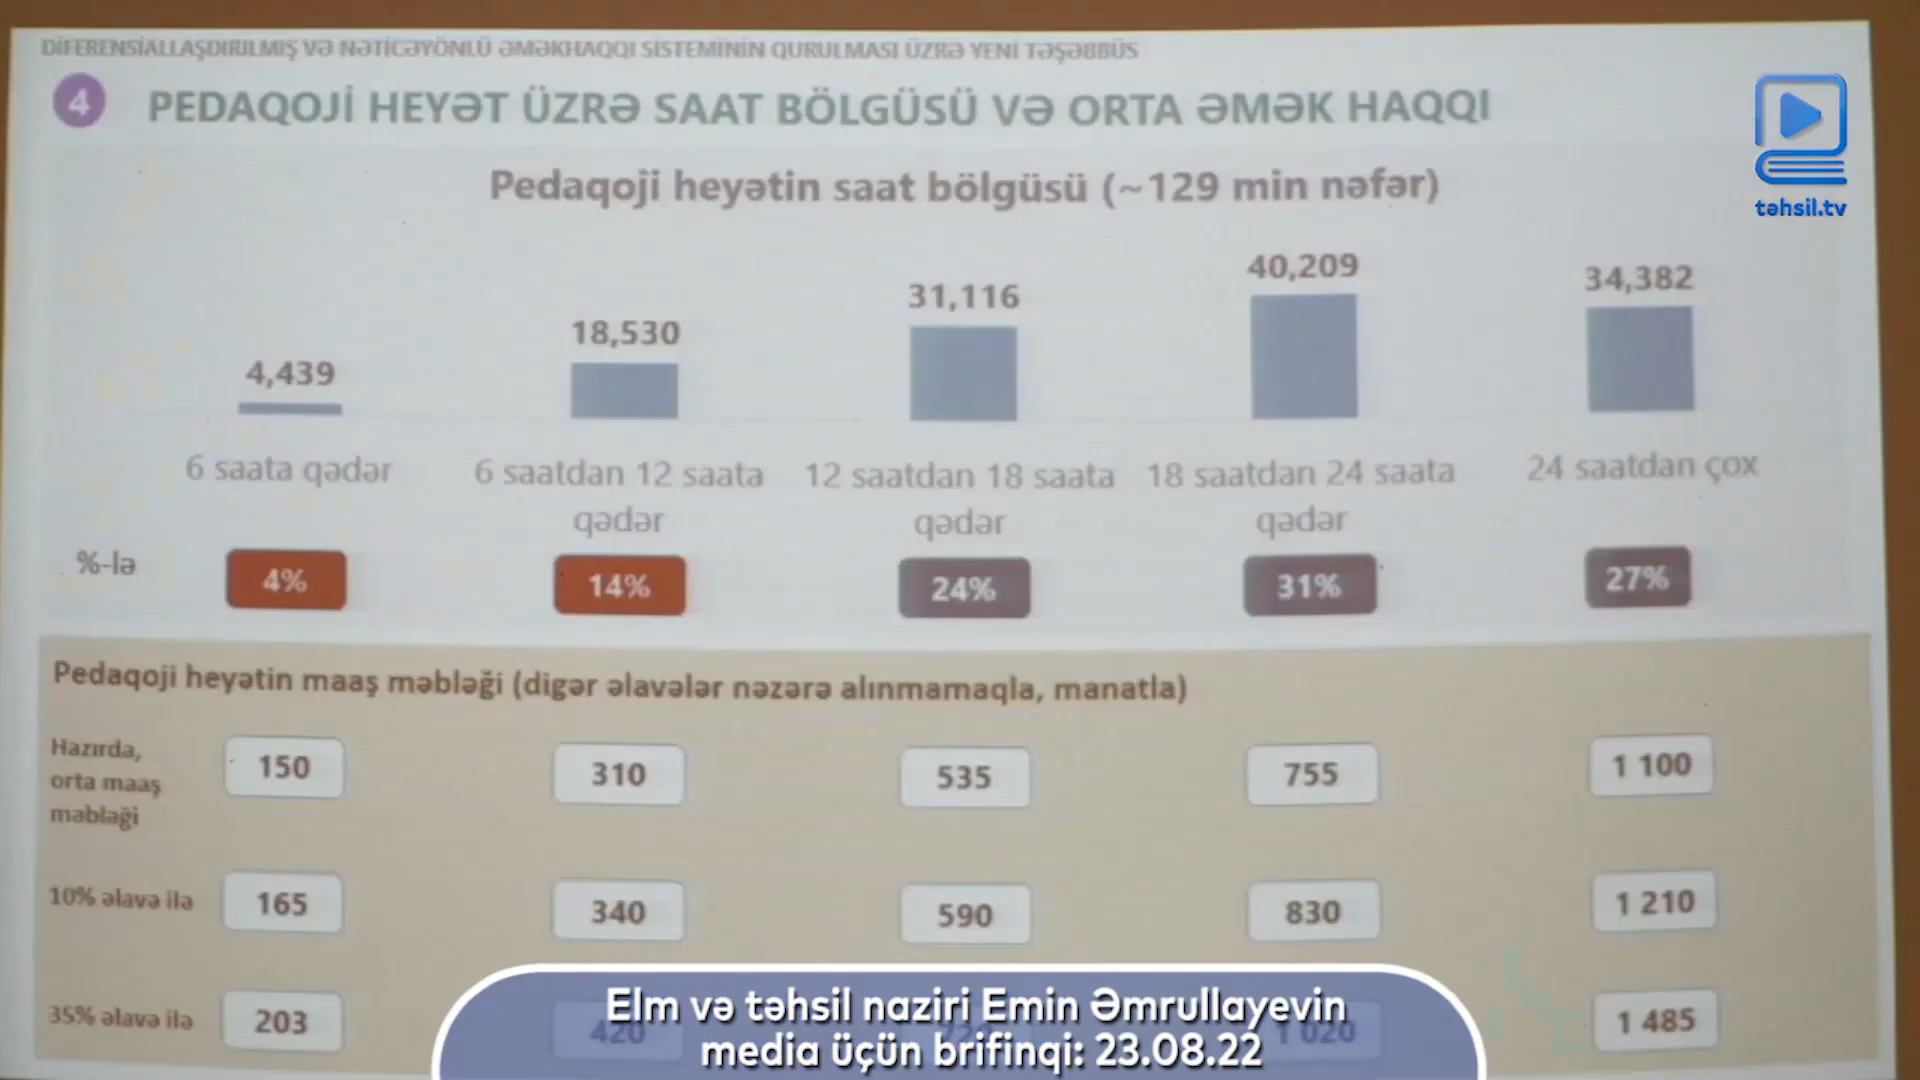 DİFERENSİALLAŞDIRILMIŞ VƏ NƏTİCƏYÖNLÜ ƏMƏKHAQQI SİSTEMİNİN QURULMASI ÜZRƏ YENİ TƏŞƏBBÜS
4 PEDAQOJİ HEYƏT ÜZRƏ SAAT BÖLGÜSÜ VƏ ORTA ƏMƏK HAQQI
təhsil.tv
Pedaqoji heyətin saat bölgüsü (~129 min nəfər)
4,439 18,530 31,116 40,209 34,382
6 saata qədər 6 saatdan 12 saata 12 saatdan 18 saata 18 saatdan 24 saata 24 saatdan çox
qədər qədər qədər
%-lə 4% 14% 24% 31% 27%
Pedaqoji heyətin maaş məbləği (digər əlavələr nəzərə alınmamaqla, manatla)
Hazırda,
orta maaş
məbləği
150 310 535 755 1 100
10% əlavə ilə 165 340 590 830 1 210
35% əlavə ilə 203 420 1 020 1 485
Elm və təhsil naziri Emin Əmrullayevin
media üçün brifinqi: 23.08.22